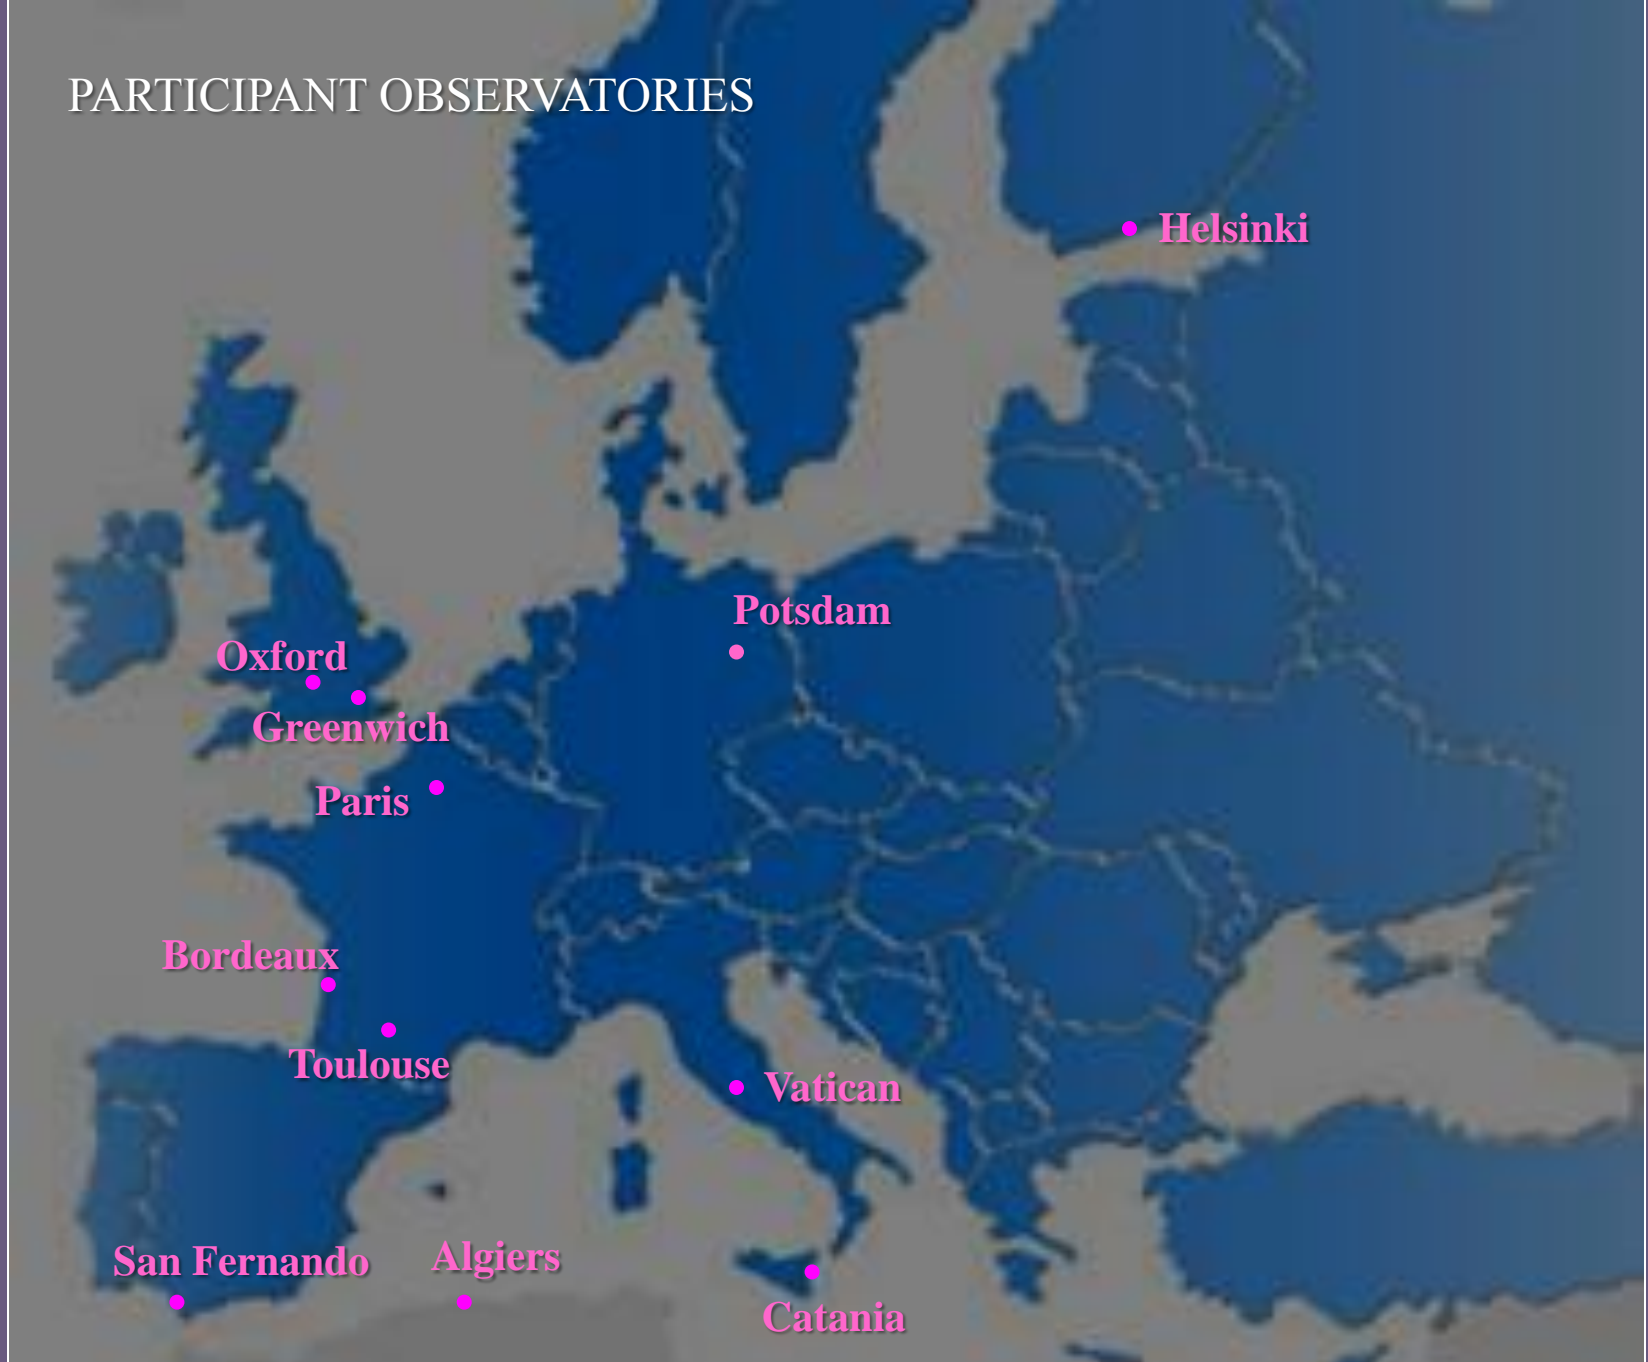 PARTICIPANT OBSERVATORIES
Helsinki
Potsdam
Oxford
Greenwich
Paris
Bordeaux
Toulouse
Vatican
San Fernando
Algiers
Catania